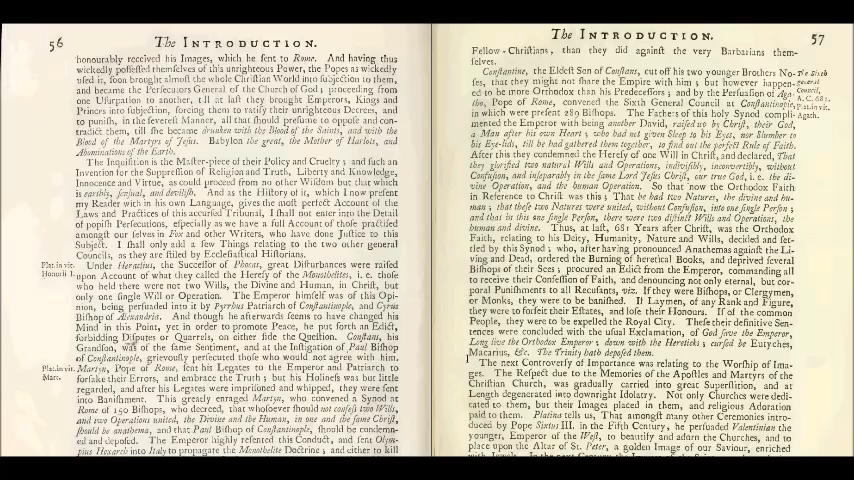 56
The INTRODUCTION.
honourably received his Images, which he sent to Rome. And having thus
wickedly possessed themselves of this unrighteous Power, the Popes as wickedly
used it, soon brought almost the whole Christian World into subjection to them,
and became the Persecutors General of the Church of God; proceeding from
one Usurpation to another, till at last they brought Emperors, Kings and
Princes into subjection, forcing them to ratify their unrighteous Decrees, and
to punish, in the severest Manner, all that should presume to oppose and con-
tradict them, till she became drunken with the Blood of the Saints, and with the
Blood of the Martyrs of Jesus. Babylon the great, the Mother of Harlots, and
Abominations of the Earth.
The Inquisition is the Master-piece of their Policy and Cruelty; and such an
Invention for the Suppression of Religion and Truth, Liberty and Knowledge,
Innocence and Virtue, as could proceed from no other Wisdom but that which
is earthly, sensual, and devilish. And as the History of it, which I now present
my Reader with in his own Language, gives the most perfect Account of the
Laws and Practices of this accursed Tribunal, I shall not enter into the Detail
of popish Persecutions, especially as we have a full Account of those practised
amongst our selves in Fox and other Writers, who have done Justice to this
Subject. I shall only add a few Things relating to the two other general
Councils, as they are stiled by Ecclesiastical Historians.
Plat. in vit.
Honorii I.
Under Heraclius, the Successor of Phocas, great Disturbances were raised
upon Account of what they called the Heresy of the Monothelites, i. e. those
who held there were not two Wills, the Divine and Human, in Christ, but
only one single Will or Operation. The Emperor himself was of this Opi-
nion, being persuaded into it by Pyrrhus Patriarch of Constantinople, and Cyrus
Bishop of Alexandria. And though he afterwards seems to have changed his
Mind in this Point, yet in order to promote Peace, he put forth an Edict,
forbidding Disputes or Quarrels, on either side the Question. Constans, his
Grandson, was of the same Sentiment, and at the Instigation of Paul Bishop
of Constantinople, grievously persecuted those who would not agree with him.
Plat. in vit.
Mart.
Martyn, Pope of Rome, sent his Legates to the Emperor and Patriarch to
forsake their Errors, and embrace the Truth; but his Holiness was but little
regarded, and after his Legates were imprisoned and whipped, they were sent
into Banishment. This greatly enraged Martyn, who convened a Synod at
Rome of 150 Bishops, who decreed, that whosoever should not confess two Wills,
and two Operations united, the Divine and the Human, in one and the same Christ,
should be anathema, and that Paul Bishop of Constantinople, should be condemn-
ed and deposed. The Emperor highly resented this Conduct, and sent Olym-
pius Hexarch into Italy to propagate the Monothelite Doctrine; and either to kill
The INTRODUCTION.
57
Fellow-Christians, than they did against the very Barbarians them-
selves.
Constantine, the Eldest Son of Constans, cut off his two younger Brothers No-
ses, that they might not share the Empire with him; but however happen-
ed to be more Orthodox than his Predecessors; and by the Persuasion of Aga-
tho, Pope of Rome, convened the Sixth General Council at Constantinople,
in which were present 289 Bishops. The Fathers of this holy Synod compli-
mented the Emperor with being another David, raised up by Christ, their God,
a Man after his own Heart; who had not given Sleep to his Eyes, nor Slumber to
his Eye-lids, till he had gathered them together, to find out the perfect Rule of Faith.
After this they condemned the Heresy of one Will in Christ, and declared, That
they glorified two natural Wills and Operations, indivisibly, inconvertibly, without
Confusion, and inseparably in the same Lord Jesus Christ, our true God, i. e. the di-
vine Operation, and the human Operation. So that now the Orthodox Faith
in Reference to Christ was this; That he had two Natures, the divine and hu-
man; that these two Natures were united, without Confusion, into one single Person;
and that in this one single Person, there were two distinct Wills and Operations, the
human and divine. Thus, at last, 681 Years after Christ, was the Orthodox
Faith, relating to his Deity, Humanity, Nature and Wills, decided and set-
tled by this Synod; who, after having pronounced Anathemas against the Li-
ving and Dead, ordered the Burning of heretical Books, and deprived several
Bishops of their Sees; procured an Edict from the Emperor, commanding all
to receive their Confession of Faith, and denouncing not only eternal, but cor-
poral Punishments to all Recusants, viz. If they were Bishops, or Clergymen,
or Monks, they were to be banished. If Laymen, of any Rank and Figure,
they were to forfeit their Estates, and lose their Honours. If of the common
People, they were to be expelled the Royal City. These their definitive Sen-
tences were concluded with the usual Exclamation, of God save the Emperor,
Long live the Orthodox Emperor; down with the Hereticks; cursed be Eutyches,
Macarius, &c. The Trinity hath deposed them.
The Sixth
general
Council,
A. C. 681.
Plat. in vit.
Agath.
The next Controversy of Importance was relating to the Worship of Ima-
ges. The Respect due to the Memories of the Apostles and Martyrs of the
Christian Church, was gradually carried into great Superstition, and at
Length degenerated into downright Idolatry. Not only Churches were dedi-
cated to them, but their Images placed in them, and religious Adoration
paid to them. Platina tells us, That amongst many other Ceremonies intro-
duced by Pope Sixtus III. in the Fifth Century, he persuaded Valentinian the
younger, Emperor of the West, to beautify and adorn the Churches, and to
place upon the Altar of St. Peter, a golden Image of our Saviour, enriched